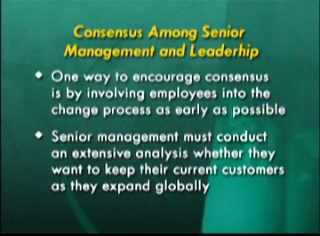 Consensus Among Senior
Management and Leaderhip
◆ One way to encourage consensus
is by involving employees into the
change process as early as possible
◆ Senior management must conduct
an extensive analysis whether they
want to keep their current customers
as they expand globally